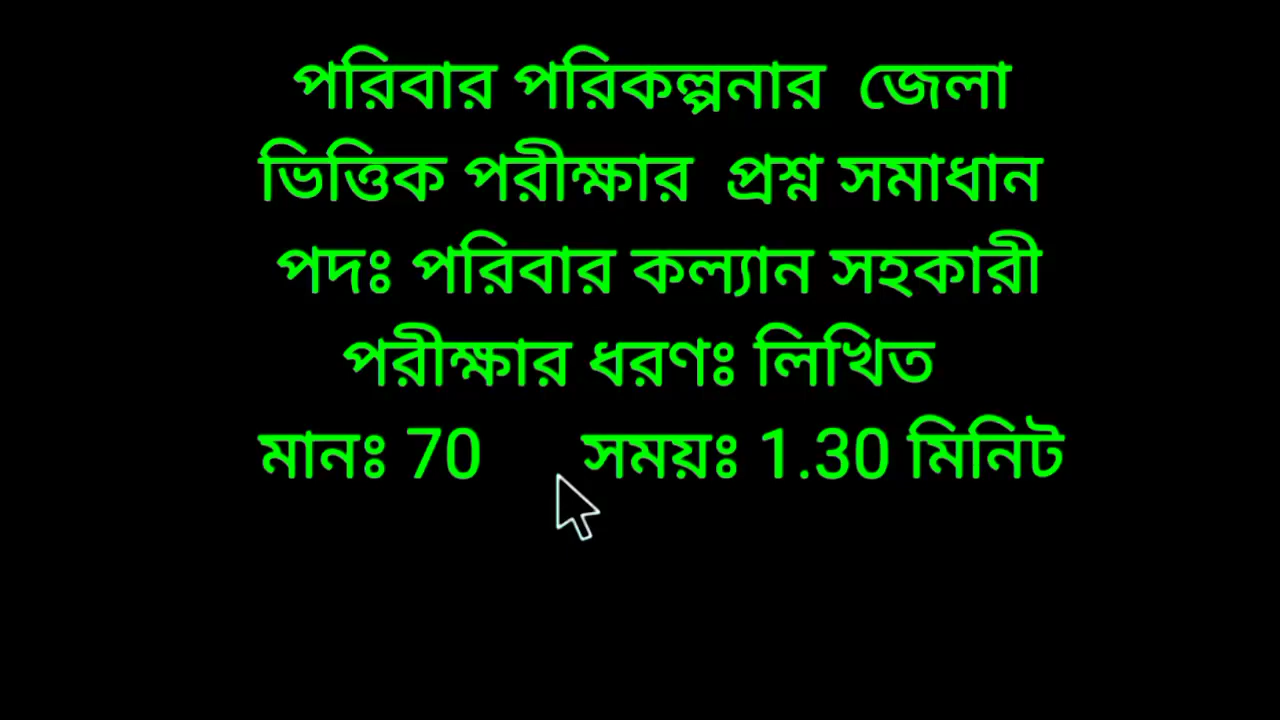 পরিবার পরিকল্পনার জেলা
ভিত্তিক পরীক্ষার প্রশ্ন সমাধান
পদঃ পরিবার কল্যান সহকারী
পরীক্ষার ধরণঃ লিখিত
মানঃ 70 সময়ঃ 1.30 মিনিট